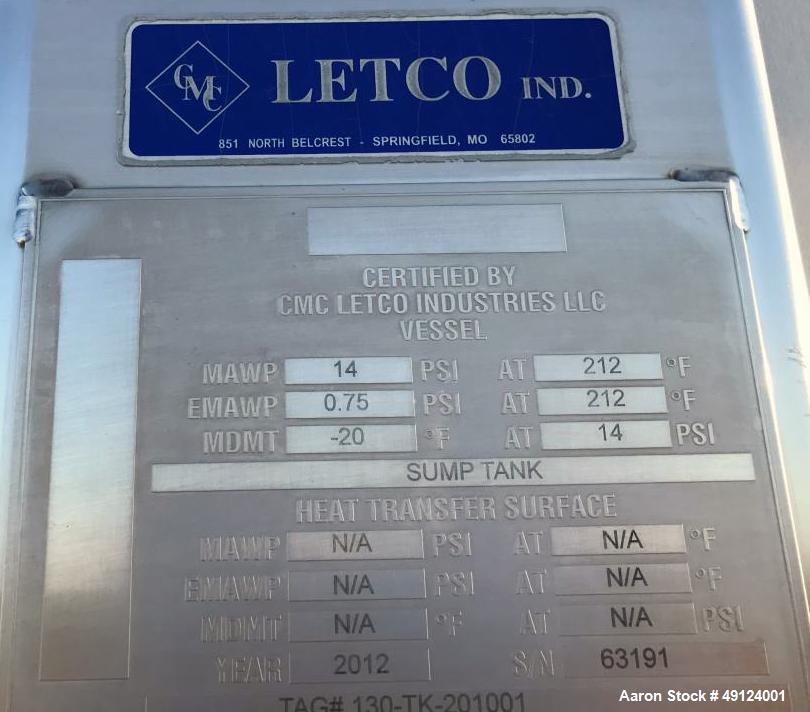 CMC LETCO IND.
851 NORTH BELCREST - SPRINGFIELD, MO 65802
CERTIFIED BY
CMC LETCO INDUSTRIES LLC
VESSEL
MAWP 14 PSI AT 212 °F
EMAWP 0.75 PSI AT 212 °F
MDMT -20 °F AT 14 PSI
SUMP TANK
HEAT TRANSFER SURFACE
MAWP N/A PSI AT N/A °F
EMAWP N/A PSI AT N/A °F
MDMT N/A °F AT N/A PSI
YEAR 2012 S/N 63191
TAG# 130-TK-201001
Aaron Stock # 49124001